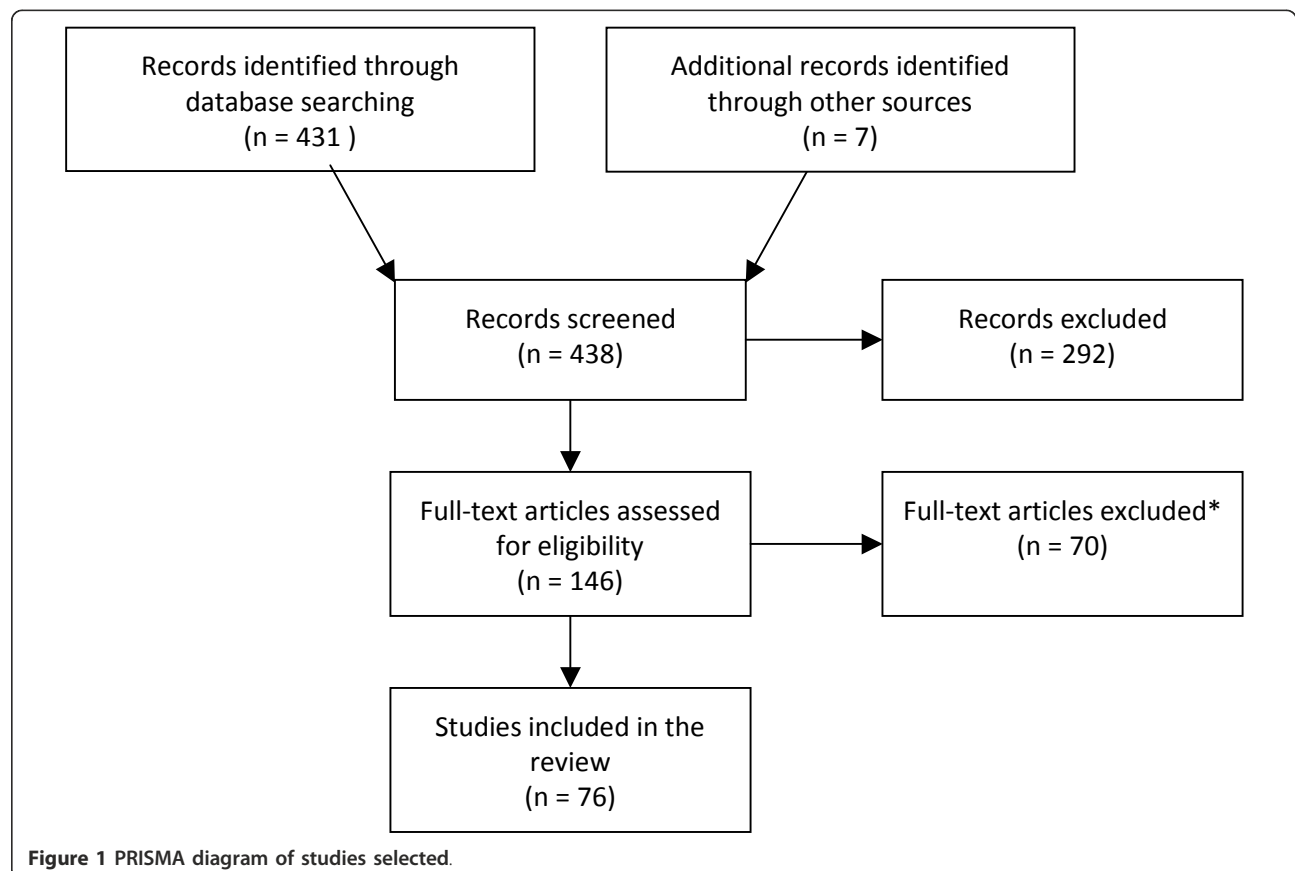 Records identified through
database searching
(n = 431 )
Additional records identified
through other sources
(n = 7)
Records screened
(n = 438)
Records excluded
(n = 292)
Full-text articles assessed
for eligibility
(n = 146)
Full-text articles excluded*
(n = 70)
Studies included in the
review
(n = 76)
Figure 1 PRISMA diagram of studies selected.